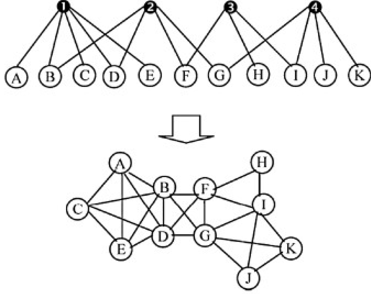 1 2 3 4
A B C D E F G H I J K
A H
B F
C I
D G
E K
J